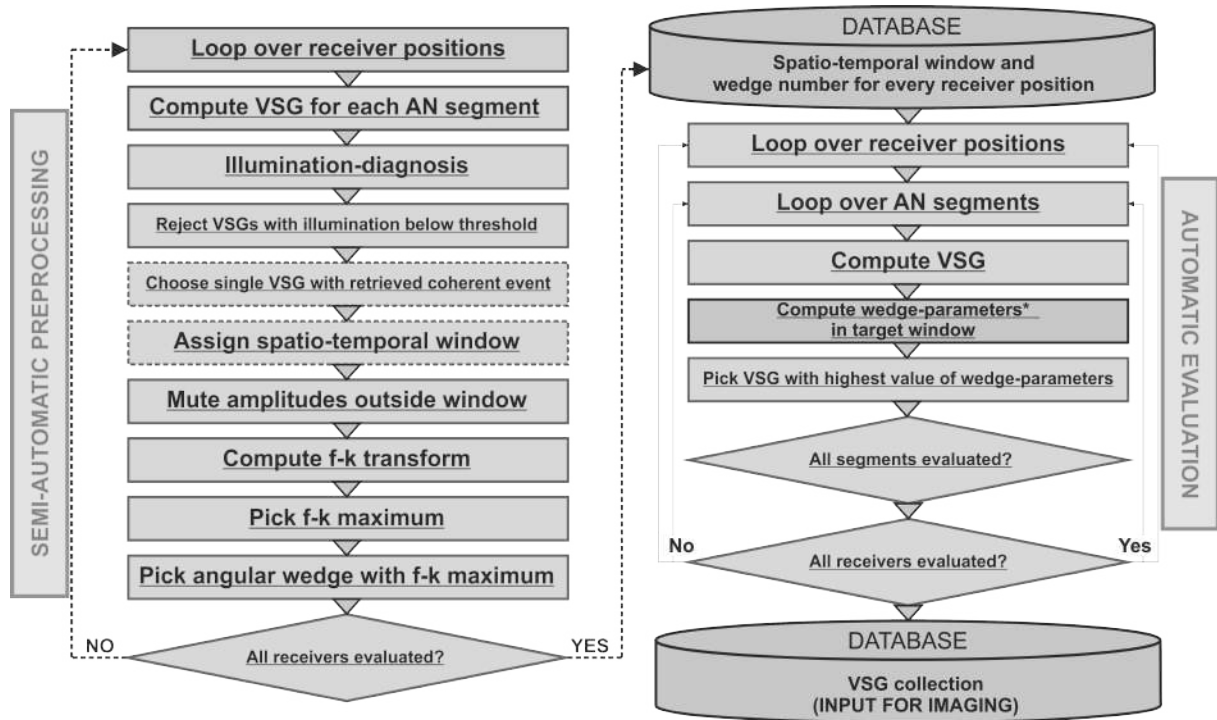 SEMI-AUTOMATIC PREPROCESSING
Loop over receiver positions
Compute VSG for each AN segment
Illumination-diagnosis
Reject VSGs with illumination below threshold
Choose single VSG with retrieved coherent event
Assign spatio-temporal window
Mute amplitudes outside window
Compute f-k transform
Pick f-k maximum
Pick angular wedge with f-k maximum
NO
All receivers evaluated?
YES
DATABASE
Spatio-temporal window and
wedge number for every receiver position
Loop over receiver positions
Loop over AN segments
Compute VSG
Compute wedge-parameters*
in target window
Pick VSG with highest value of wedge-parameters
All segments evaluated?
No
All receivers evaluated?
Yes
DATABASE
VSG collection
(INPUT FOR IMAGING)
AUTOMATIC EVALUATION